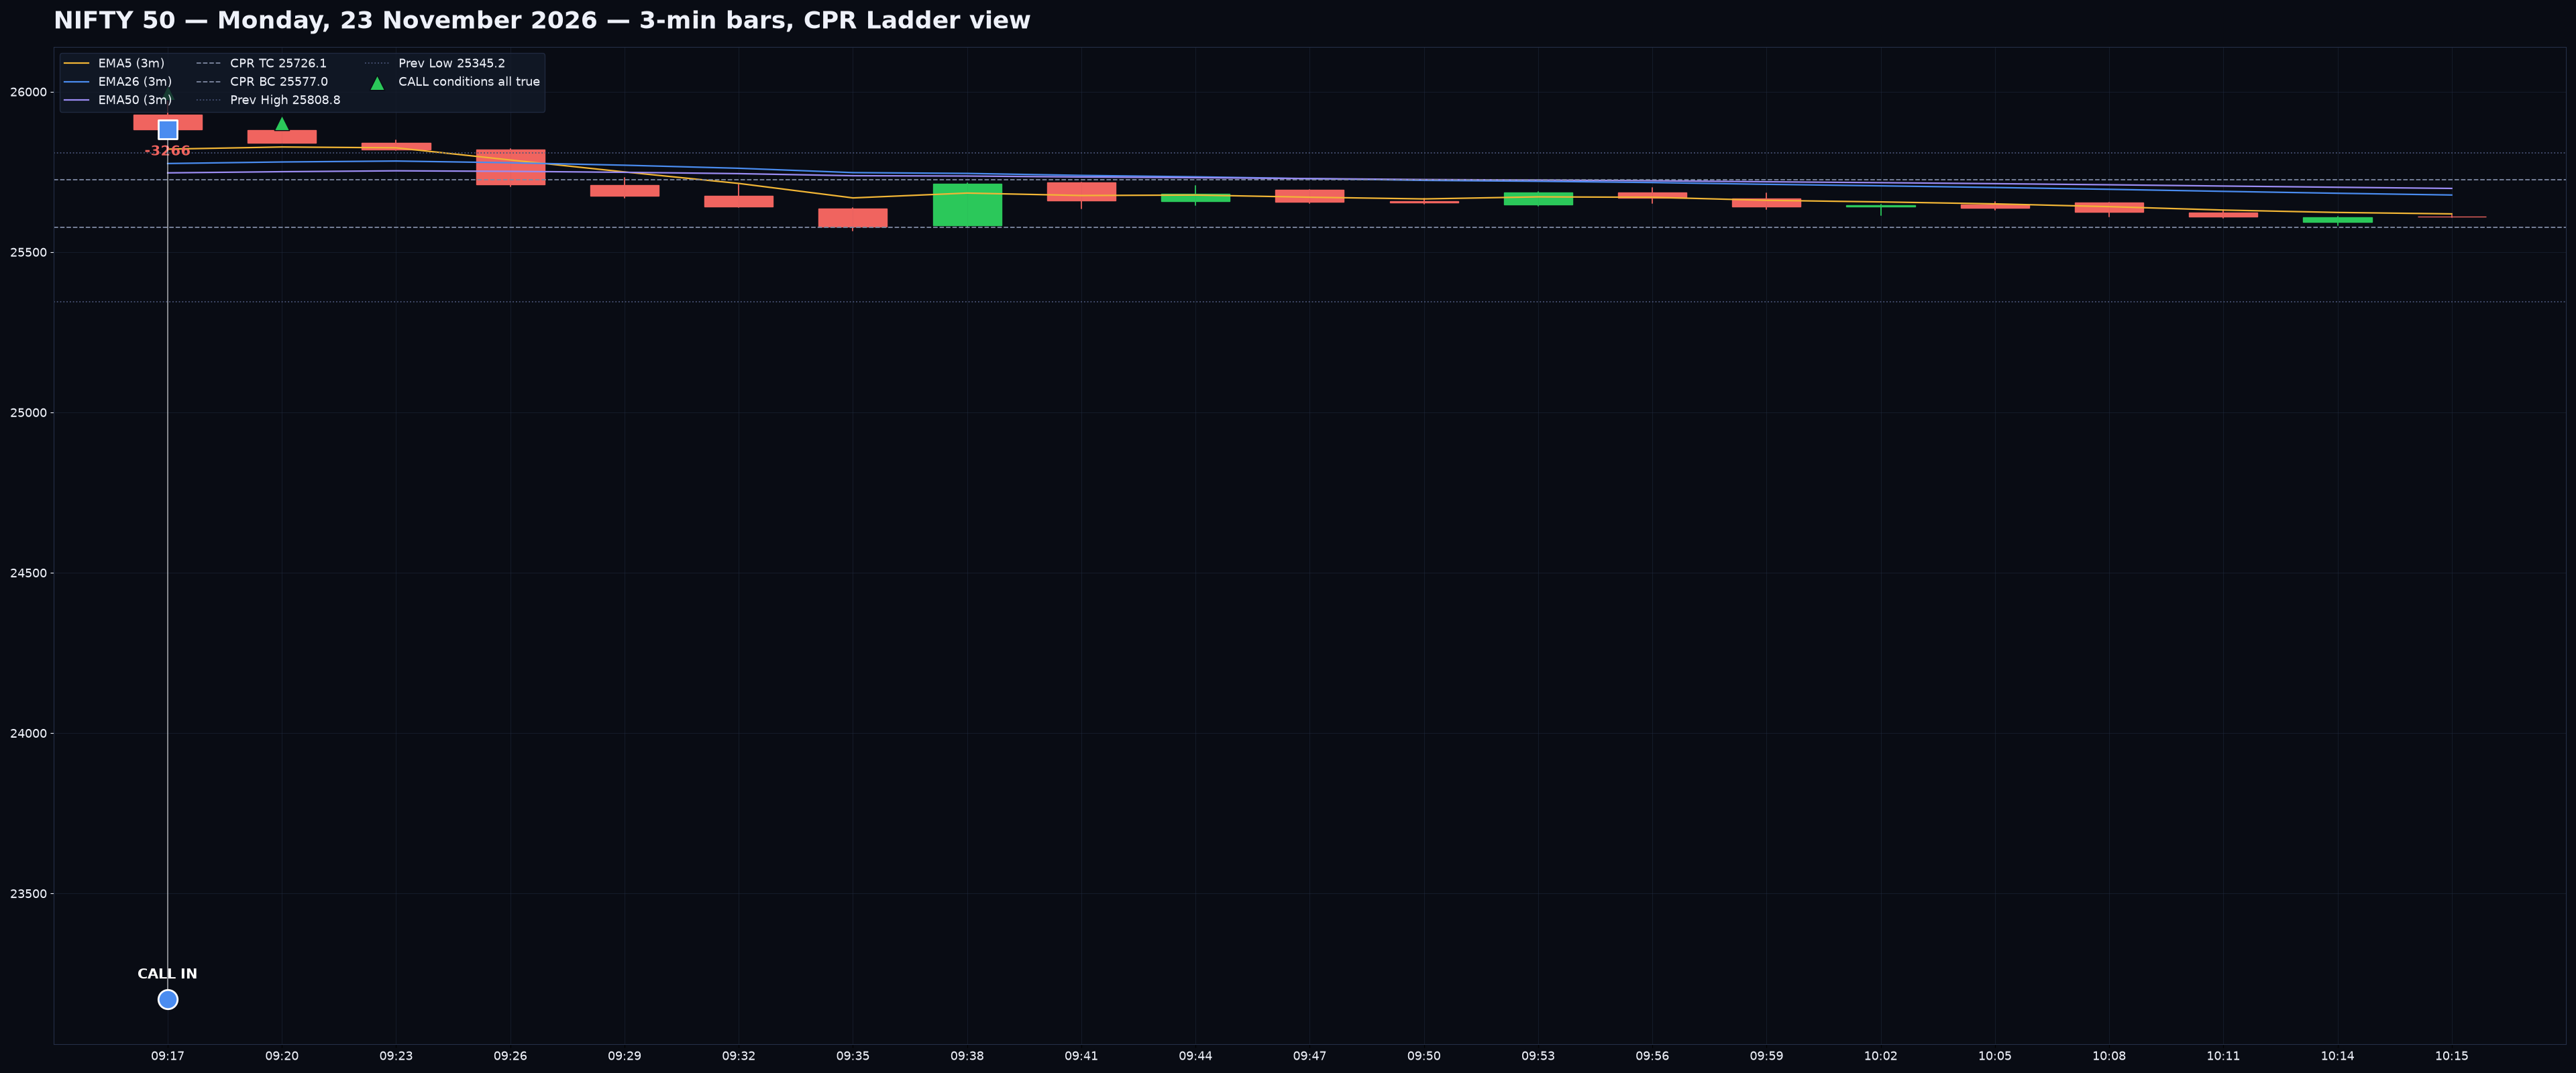 NIFTY 50 — Monday, 23 November 2026 — 3-min bars, CPR Ladder view
EMA5 (3m)
EMA26 (3m)
EMA50 (3m)
CPR TC 25726.1
CPR BC 25577.0
Prev High 25808.8
Prev Low 25345.2
CALL conditions all true
26000
25500
25000
24500
24000
23500
-3266
CALL IN
09:17 09:20 09:23 09:26 09:29 09:32 09:35 09:38 09:41 09:44 09:47 09:50 09:53 09:56 09:59 10:02 10:05 10:08 10:11 10:14 10:15